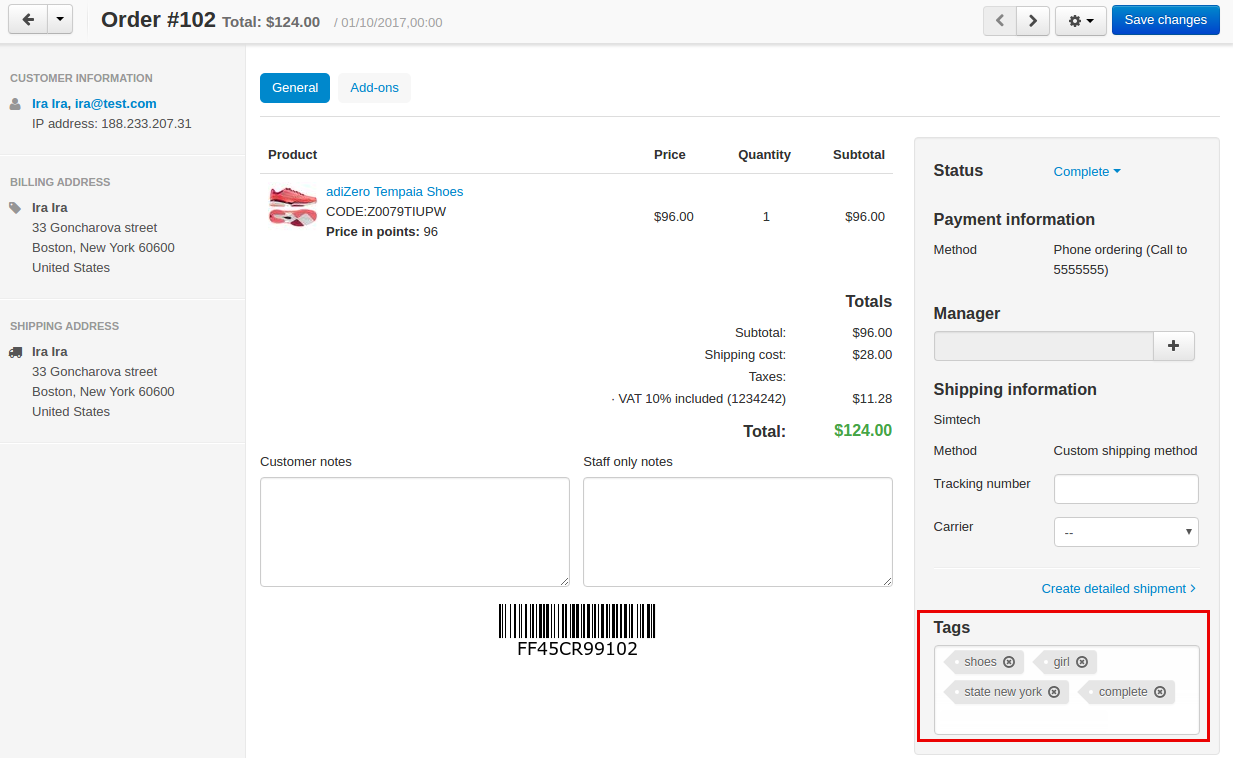 Order #102 Total: $124.00 / 01/10/2017,00:00
Save changes
CUSTOMER INFORMATION
Ira Ira, ira@test.com
IP address: 188.233.207.31
BILLING ADDRESS
Ira Ira
33 Goncharova street
Boston, New York 60600
United States
SHIPPING ADDRESS
Ira Ira
33 Goncharova street
Boston, New York 60600
United States
General Add-ons
Product Price Quantity Subtotal
adiZero Tempaia Shoes
CODE:Z0079TIUPW
Price in points: 96
$96.00 1 $96.00
Totals
Subtotal: $96.00
Shipping cost: $28.00
Taxes:
· VAT 10% included (1234242) $11.28
Total: $124.00
Customer notes Staff only notes
FF45CR99102
Status Complete
Payment information
Method Phone ordering (Call to
5555555)
Manager
+
Shipping information
Simtech
Method Custom shipping method
Tracking number
Carrier --
Create detailed shipment
Tags
shoes girl
state new york complete